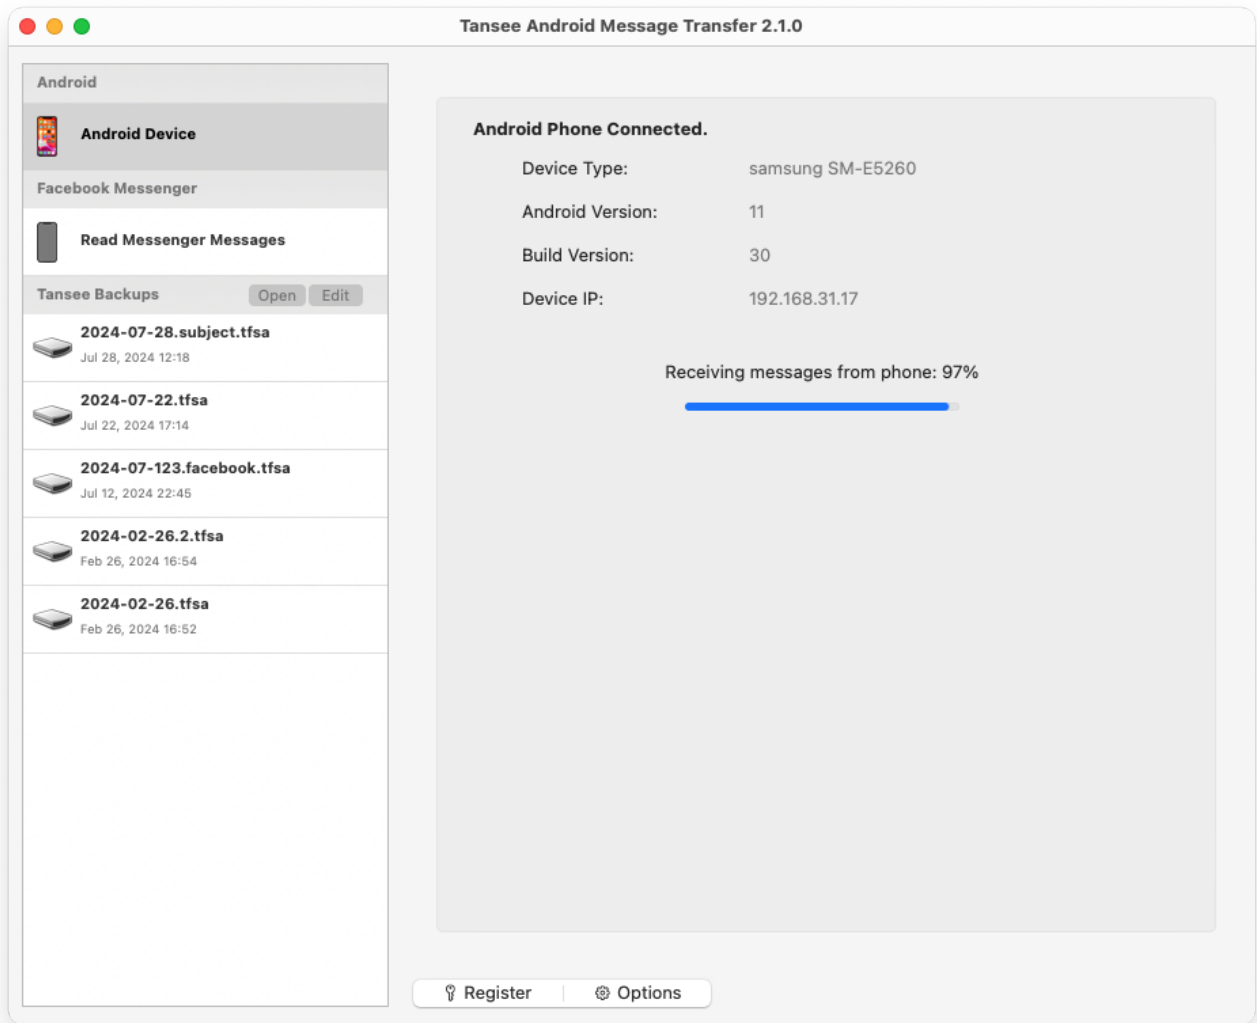 Tansee Android Message Transfer 2.1.0
Android
Android Device
Facebook Messenger
Read Messenger Messages
Tansee Backups Open Edit
2024-07-28.subject.tfsa
Jul 28, 2024 12:18
2024-07-22.tfsa
Jul 22, 2024 17:14
2024-07-123.facebook.tfsa
Jul 12, 2024 22:45
2024-02-26.2.tfsa
Feb 26, 2024 16:54
2024-02-26.tfsa
Feb 26, 2024 16:52
Android Phone Connected.
Device Type: samsung SM-E5260
Android Version: 11
Build Version: 30
Device IP: 192.168.31.17
Receiving messages from phone: 97%
Register Options